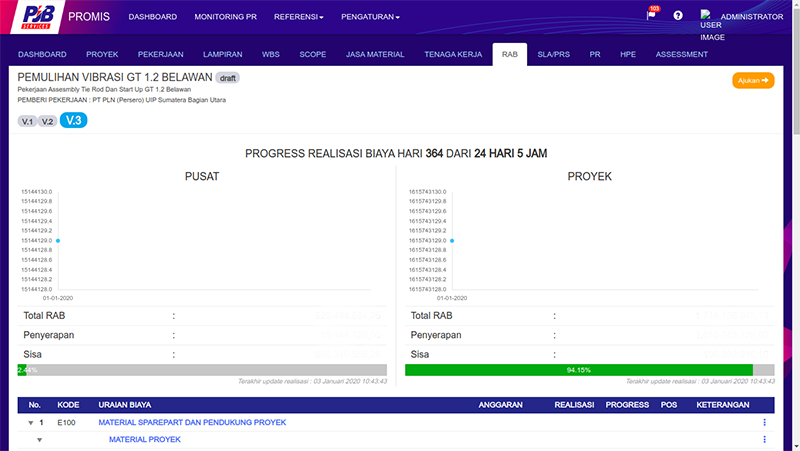 PJB
SERVICES
PROMIS
DASHBOARD
MONITORING PR
REFERENSI
PENGATURAN
103
USER
IMAGE
ADMINISTRATOR
DASHBOARD
PROYEK
PEKERJAAN
LAMPIRAN
WBS
SCOPE
JASA MATERIAL
TENAGA KERJA
RAB
SLA/PRS
PR
HPE
ASSESSMENT
PEMULIHAN VIBRASI GT 1.2 BELAWAN draft
Pekerjaan Assesmbly Tie Rod Dan Start Up GT 1.2 Belawan
PEMBERI PEKERJAAN : PT PLN (Persero) UIP Sumatera Bagian Utara
Ajukan
V.1 V.2 V.3
PROGRESS REALISASI BIAYA HARI 364 DARI 24 HARI 5 JAM
PUSAT
15144130.0
15144129.8
15144129.6
15144129.4
15144129.2
15144129.0
15144128.8
15144128.6
15144128.4
15144128.2
15144128.0
01-01-2020
Total RAB :
Penyerapan :
Sisa :
2.44%
Terakhir update realisasi : 03 Januari 2020 10:43:43
PROYEK
1615743130.0
1615743129.8
1615743129.6
1615743129.4
1615743129.2
1615743129.0
1615743128.8
1615743128.6
1615743128.4
1615743128.2
1615743128.0
01-01-2020
Total RAB :
Penyerapan :
Sisa :
94.15%
Terakhir update realisasi : 03 Januari 2020 10:43:43
No. KODE URAIAN BIAYA ANGGARAN REALISASI PROGRESS POS KETERANGAN
1 E100 MATERIAL SPAREPART DAN PENDUKUNG PROYEK
MATERIAL PROYEK